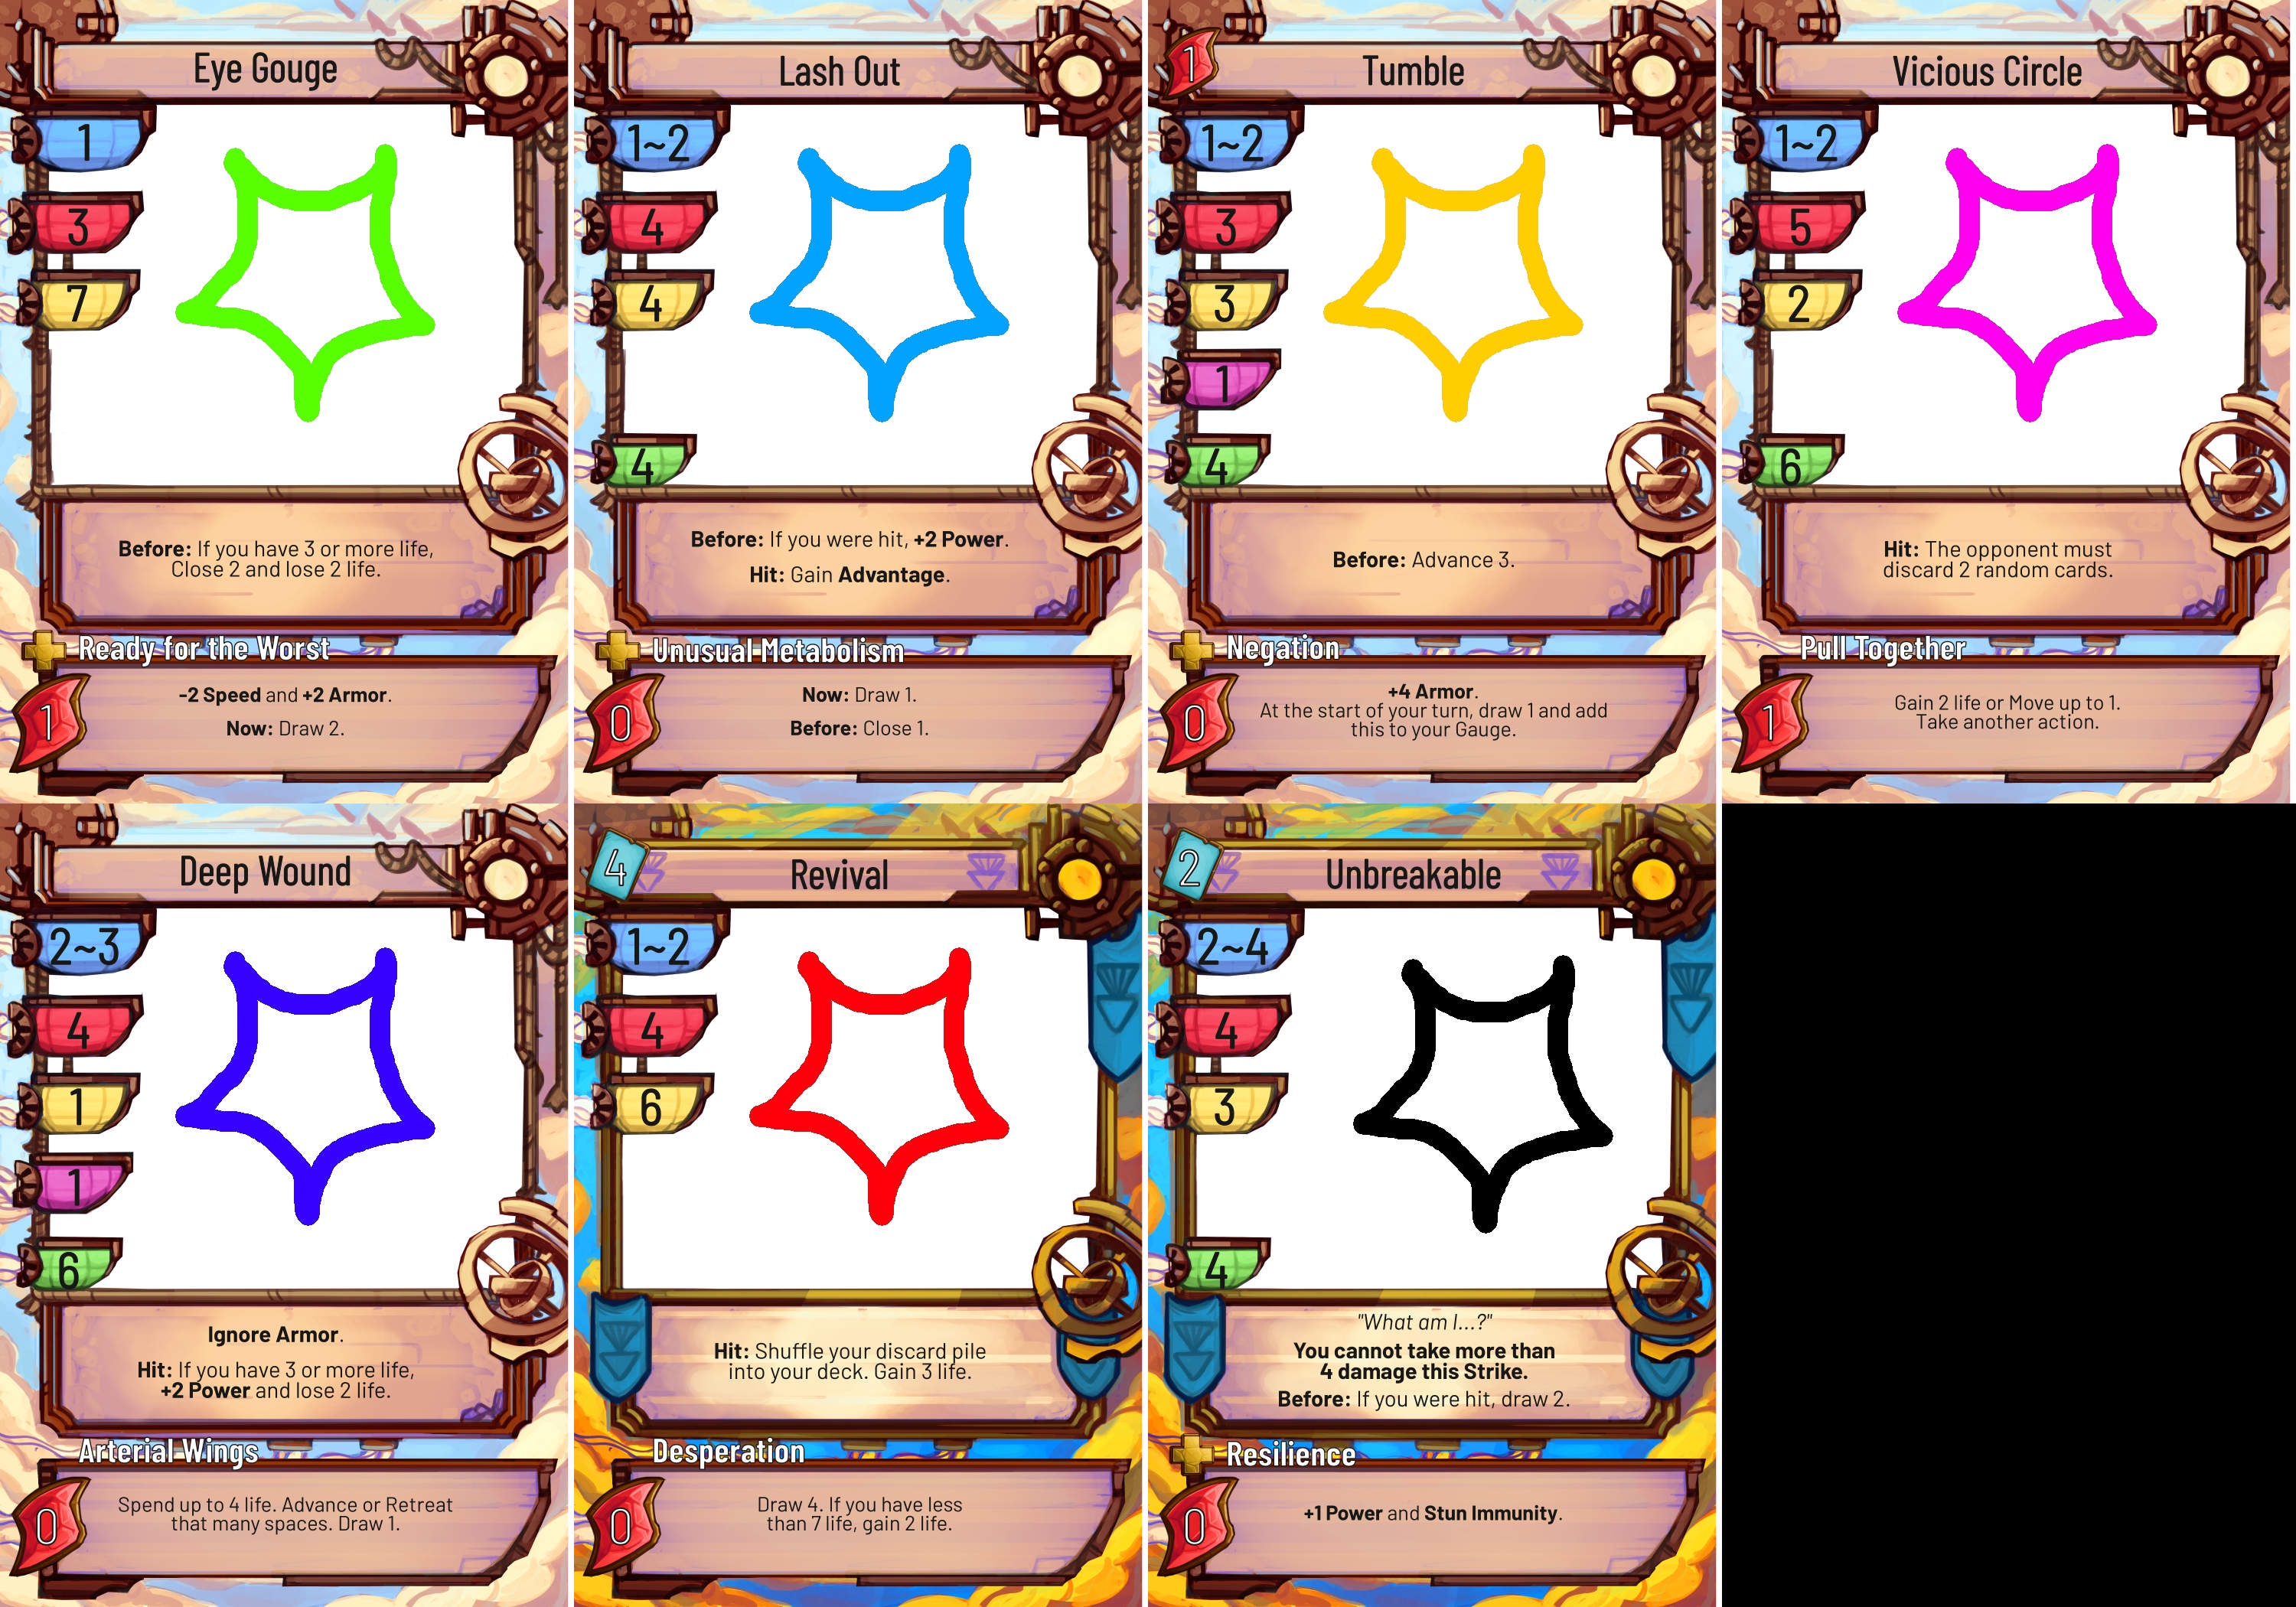 Eye Gouge
1
3
7
Before: If you have 3 or more life,
Close 2 and lose 2 life.
Ready for the Worst
1
-2 Speed and +2 Armor.
Now: Draw 2.
Lash Out
1~2
4
4
4
Before: If you were hit, +2 Power.
Hit: Gain Advantage.
Unusual Metabolism
0
Now: Draw 1.
Before: Close 1.
1
Tumble
1~2
3
3
1
4
Before: Advance 3.
Negation
0
+4 Armor.
At the start of your turn, draw 1 and add
this to your Gauge.
Vicious Circle
1~2
5
2
6
Hit: The opponent must
discard 2 random cards.
Pull Together
1
Gain 2 life or Move up to 1.
Take another action.
Deep Wound
2~3
4
1
1
6
Ignore Armor.
Hit: If you have 3 or more life,
+2 Power and lose 2 life.
Arterial Wings
0
Spend up to 4 life. Advance or Retreat
that many spaces. Draw 1.
4
Revival
1~2
4
6
Hit: Shuffle your discard pile
into your deck. Gain 3 life.
Desperation
0
Draw 4. If you have less
than 7 life, gain 2 life.
2
Unbreakable
2~4
4
3
4
"What am I...?"
You cannot take more than
4 damage this Strike.
Before: If you were hit, draw 2.
Resilience
0
+1 Power and Stun Immunity.